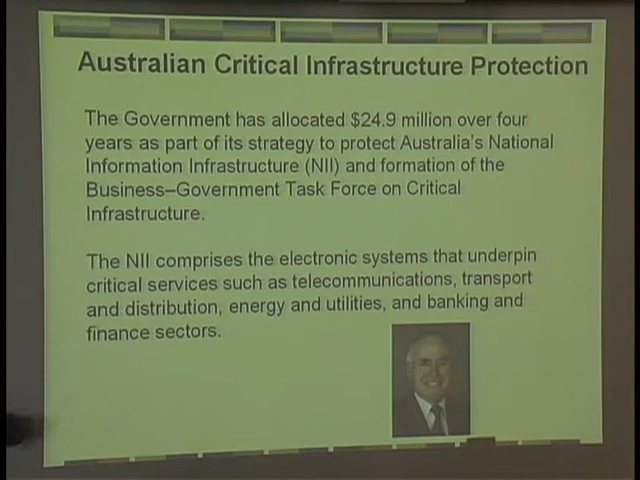 Australian Critical Infrastructure Protection
The Government has allocated $24.9 million over four
years as part of its strategy to protect Australia's National
Information Infrastructure (NII) and formation of the
Business–Government Task Force on Critical
Infrastructure.
The NII comprises the electronic systems that underpin
critical services such as telecommunications, transport
and distribution, energy and utilities, and banking and
finance sectors.